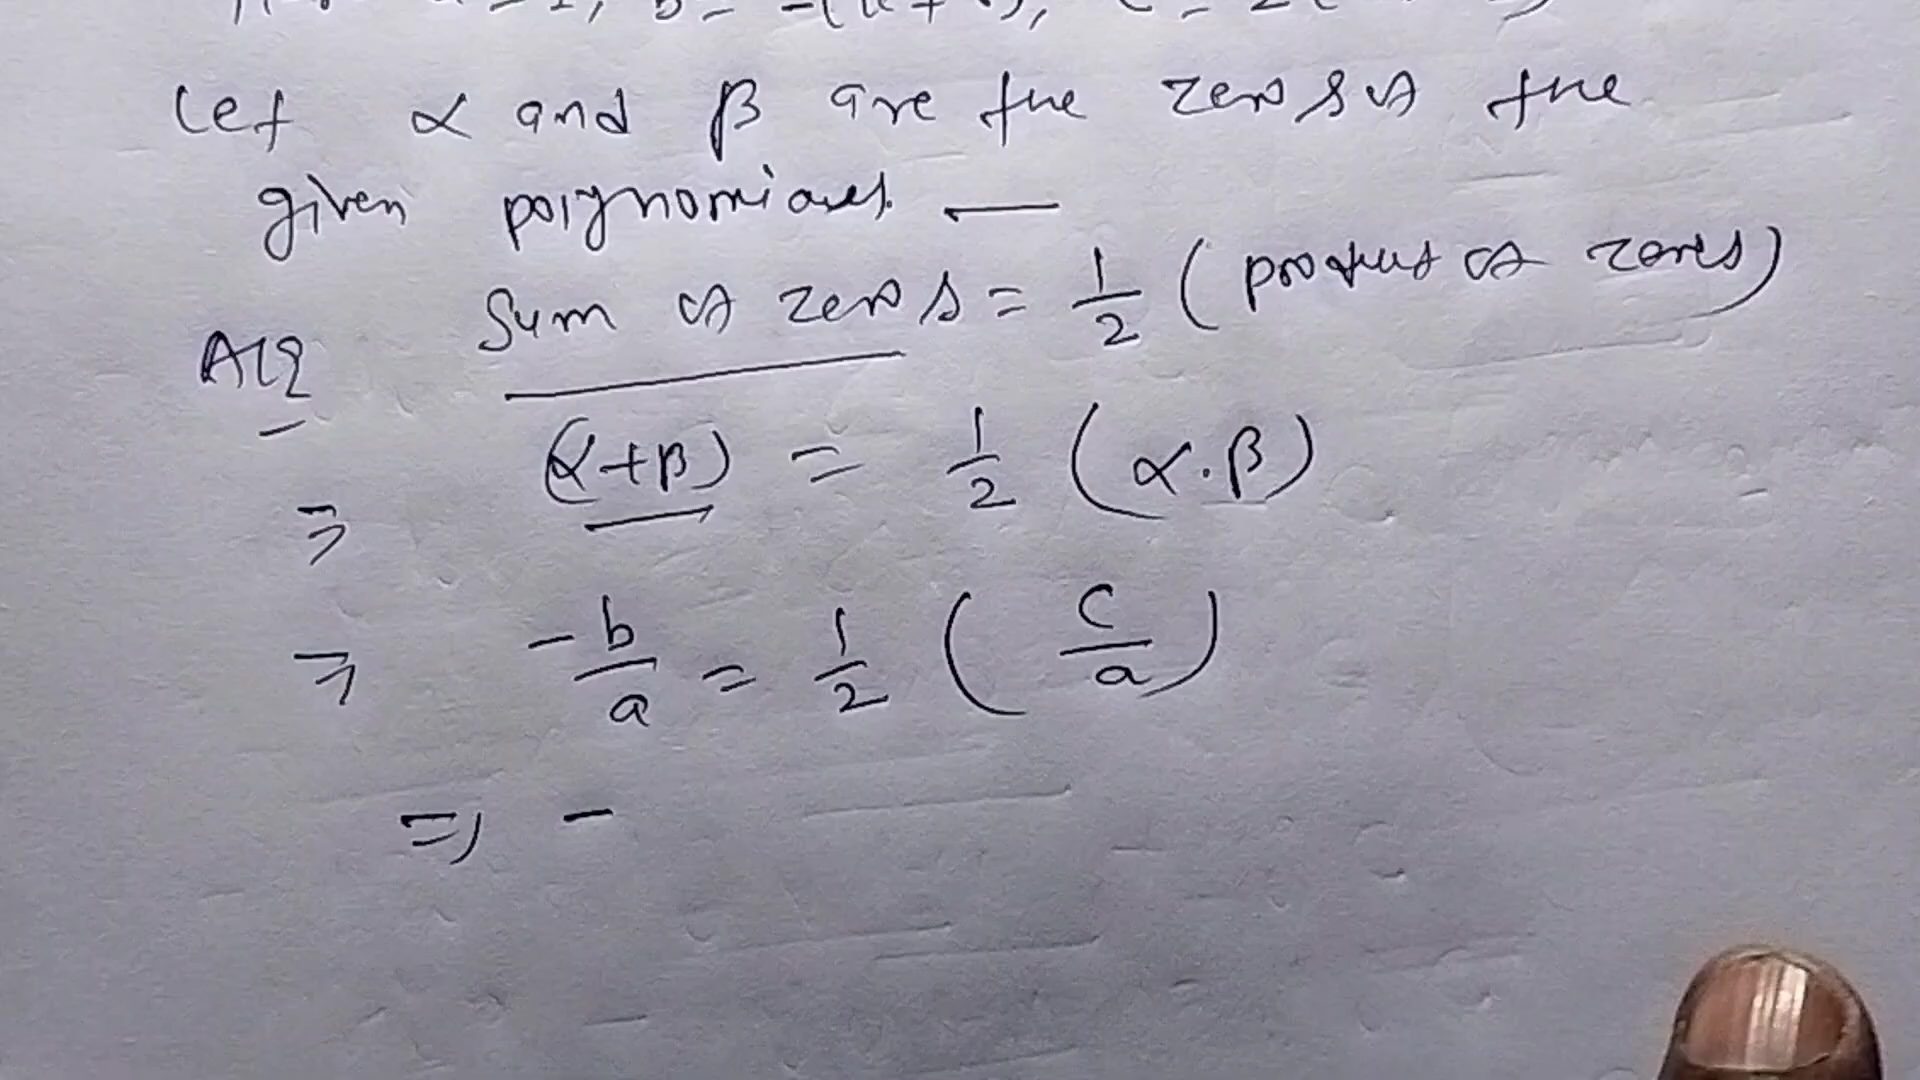 Let α and β are the zeros of the
given polynomials. —
ATQ Sum of zeros = 1/2 (product of zeros)
⇒ (α+β) = 1/2 (α.β)
⇒ -b/a = 1/2 (c/a)
⇒ -